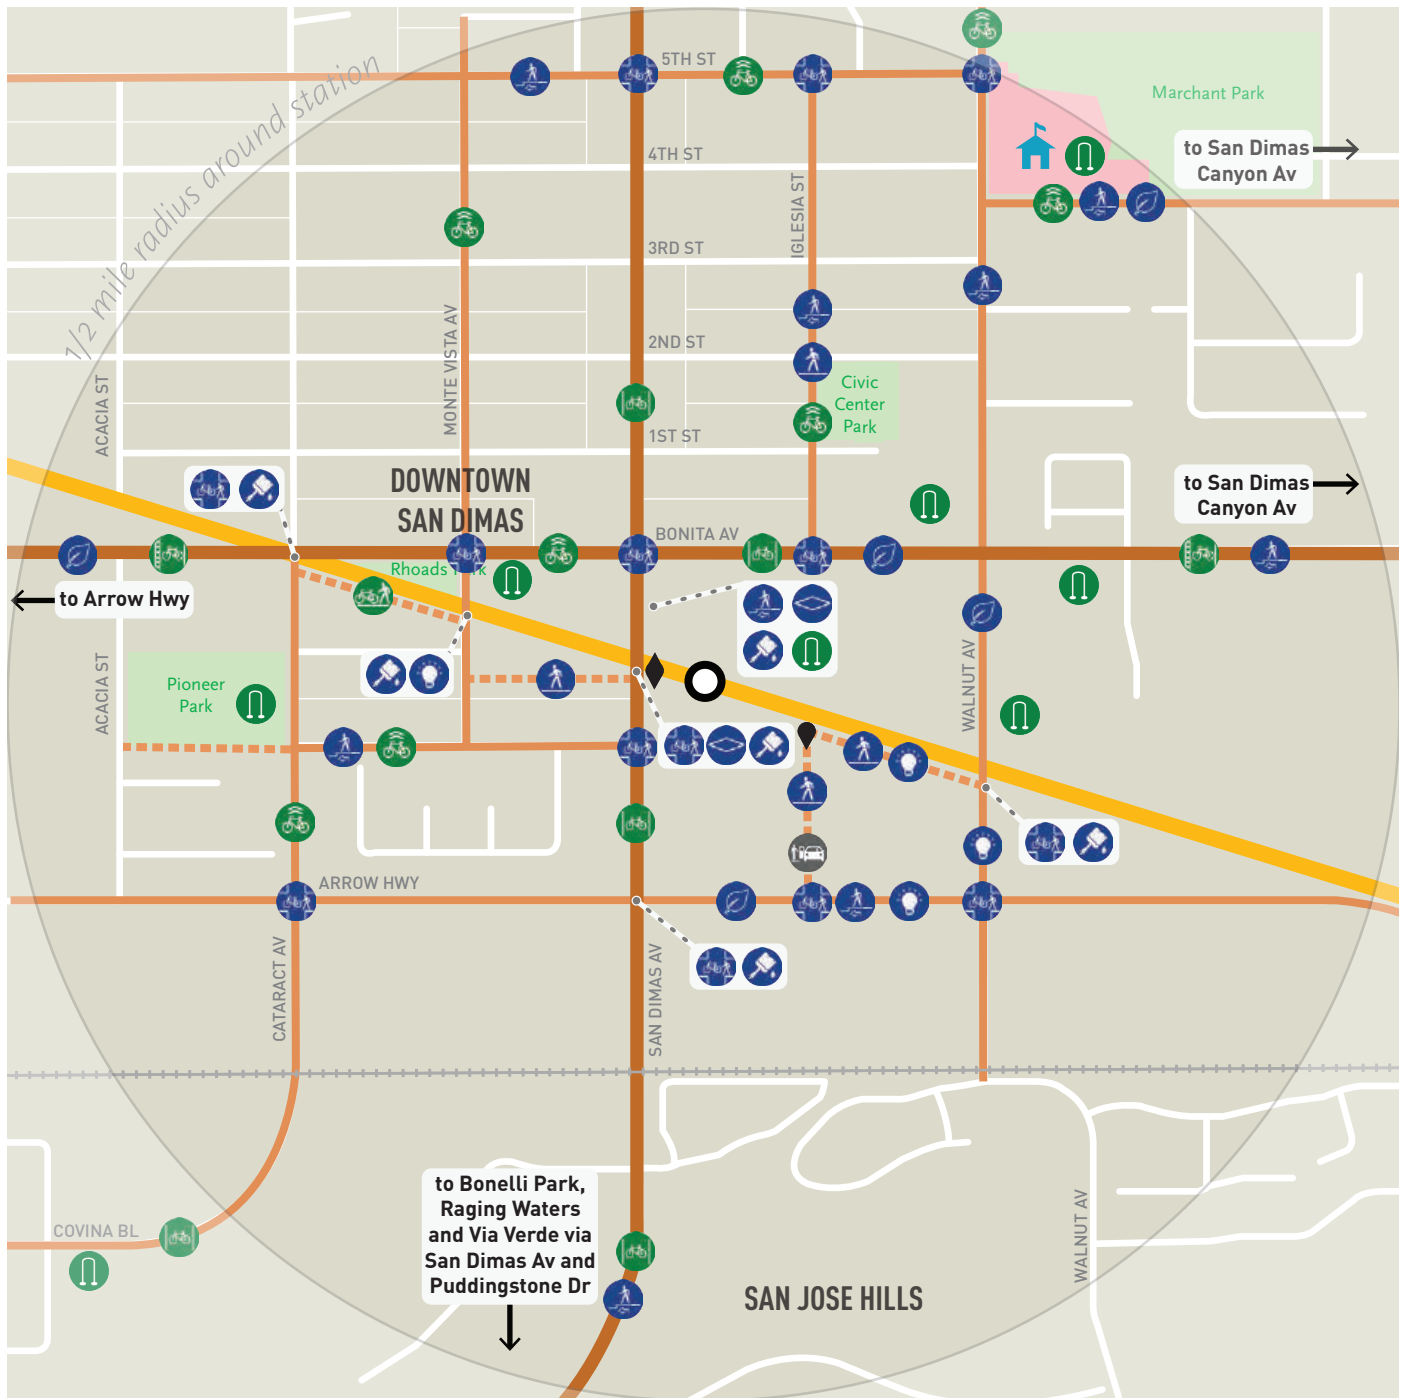 1/2 mile radius around station
5TH ST
Marchant Park
to San Dimas
Canyon Av
4TH ST
IGLESIA ST
3RD ST
MONTE VISTA AV
2ND ST
ACACIA ST
Civic
Center
Park
1ST ST
DOWNTOWN
SAN DIMAS
to San Dimas
Canyon Av
BONITA AV
Rhoads Park
to Arrow Hwy
ACACIA ST
Pioneer
Park
WALNUT AV
ARROW HWY
CATARACT AV
SAN DIMAS AV
to Bonelli Park,
Raging Waters
and Via Verde via
San Dimas Av and
Puddingstone Dr
COVINA BL
WALNUT AV
SAN JOSE HILLS